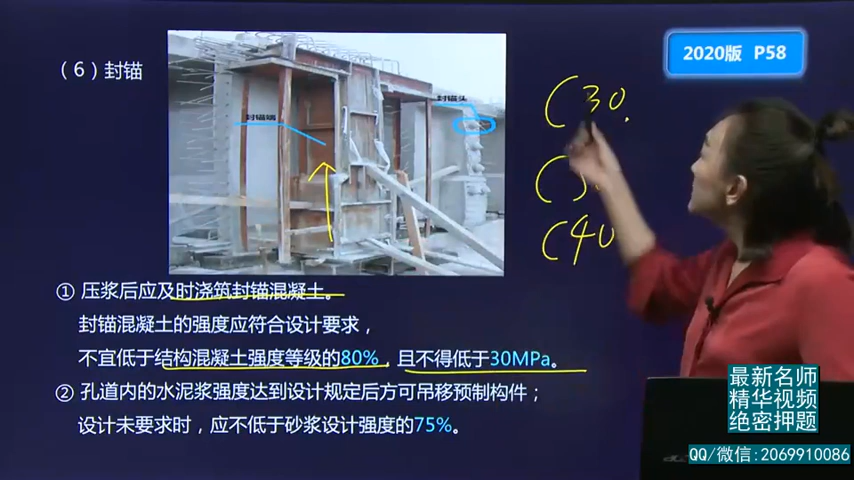 （6）封锚
2020版 P58
封锚端
封锚头
C30.
C40
① 压浆后应及时浇筑封锚混凝土。
封锚混凝土的强度应符合设计要求，
不宜低于结构混凝土强度等级的80%，且不得低于30MPa。
② 孔道内的水泥浆强度达到设计规定后方可吊移预制构件；
设计未要求时，应不低于砂浆设计强度的75%。
最新名师
精华视频
绝密押题
QQ/微信:2069910086